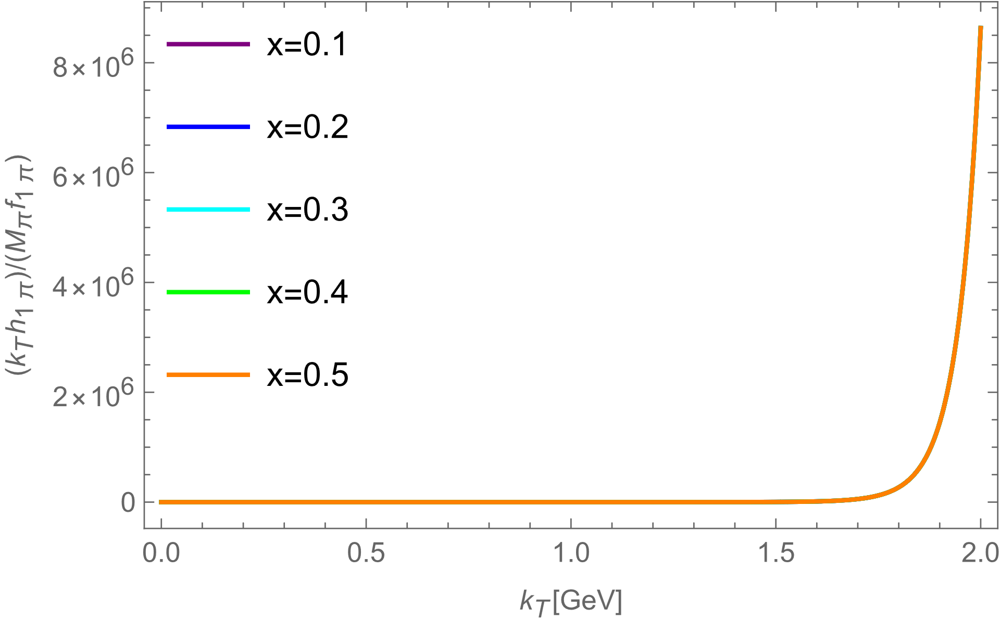 (k_T h_1 π)/(M_π f_1 π)
8×10^6
6×10^6
4×10^6
2×10^6
0
x=0.1
x=0.2
x=0.3
x=0.4
x=0.5
0.0 0.5 1.0 1.5 2.0
k_T[GeV]